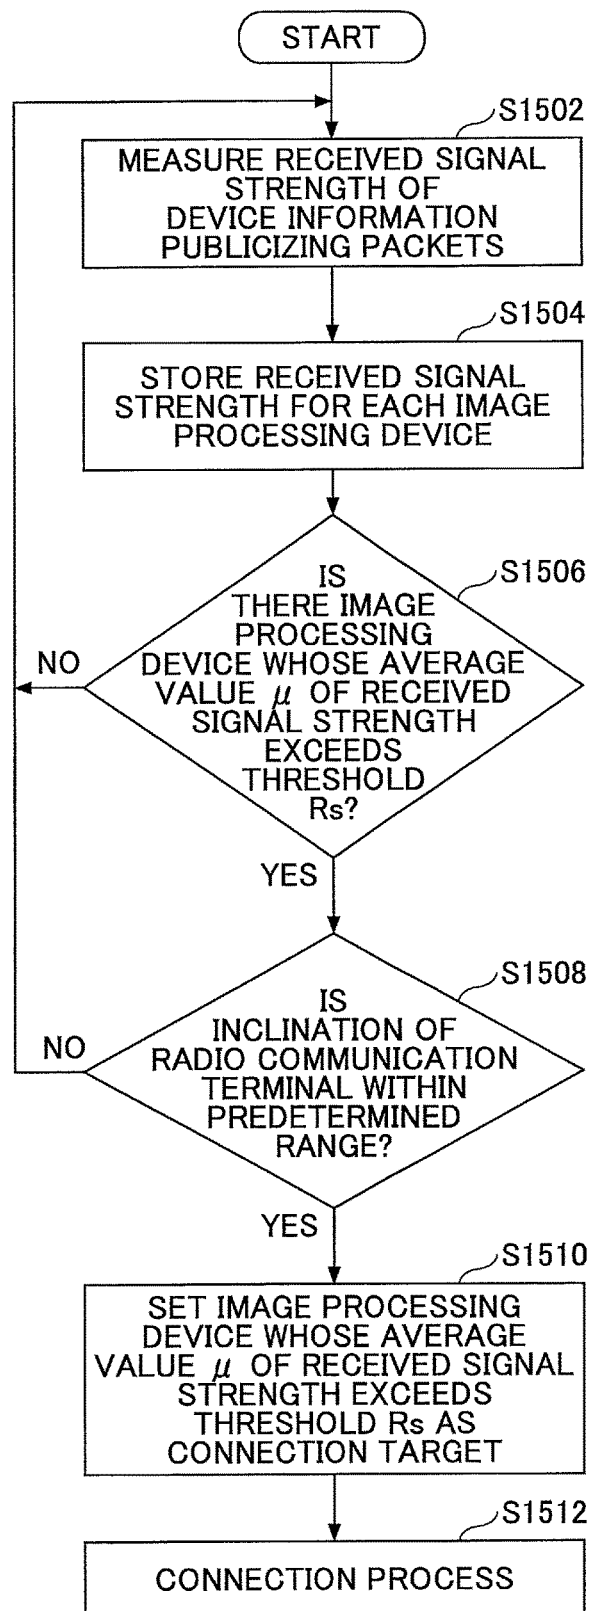 START
S1502
MEASURE RECEIVED SIGNAL
STRENGTH OF
DEVICE INFORMATION
PUBLICIZING PACKETS
S1504
STORE RECEIVED SIGNAL
STRENGTH FOR EACH IMAGE
PROCESSING DEVICE
S1506
IS
THERE IMAGE
PROCESSING
DEVICE WHOSE AVERAGE
VALUE μ OF RECEIVED
SIGNAL STRENGTH
EXCEEDS
THRESHOLD
Rs?
NO
YES
S1508
IS
INCLINATION OF
RADIO COMMUNICATION
TERMINAL WITHIN
PREDETERMINED
RANGE?
NO
YES
S1510
SET IMAGE PROCESSING
DEVICE WHOSE AVERAGE
VALUE μ OF RECEIVED SIGNAL
STRENGTH EXCEEDS
THRESHOLD Rs AS
CONNECTION TARGET
S1512
CONNECTION PROCESS